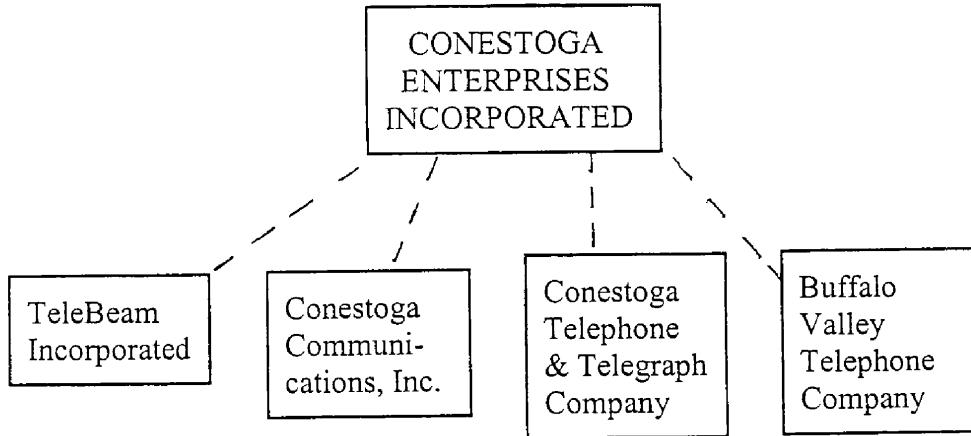 CONESTOGA
ENTERPRISES
INCORPORATED
TeleBeam
Incorporated
Conestoga
Communi-
cations, Inc.
Conestoga
Telephone
& Telegraph
Company
Buffalo
Valley
Telephone
Company